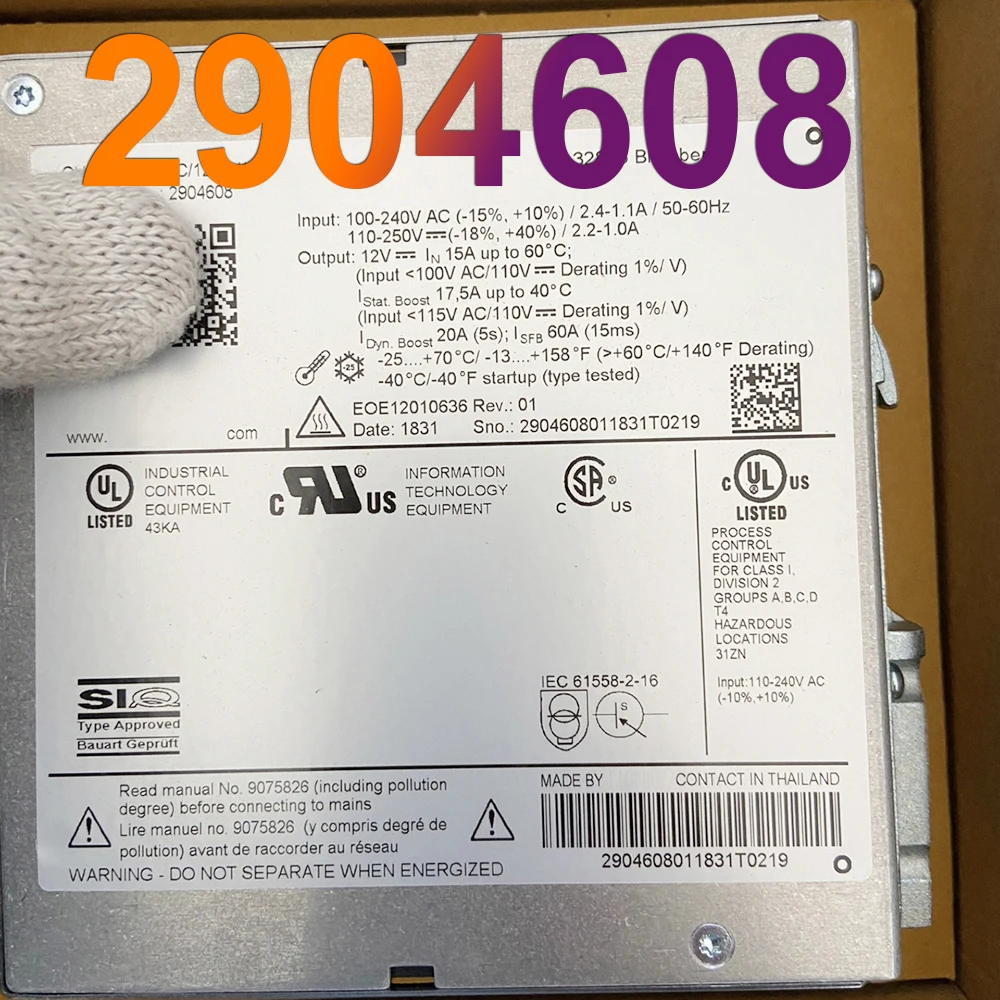 2904608
2904608
Input: 100-240V AC (-15%, +10%) / 2.4-1.1A / 50-60Hz
110-250V⎓(-18%, +40%) / 2.2-1.0A
Output: 12V⎓ IN 15A up to 60°C;
(Input <100V AC/110V⎓ Derating 1%/ V)
IStat. Boost 17,5A up to 40°C
(Input <115V AC/110V⎓ Derating 1%/ V)
IDyn. Boost 20A (5s); ISFB 60A (15ms)
-25....+70°C/ -13....+158°F (>+60°C/+140°F Derating)
-25
-40°C/-40°F startup (type tested)
EOE12010636 Rev.: 01
Date: 1831 Sno.: 2904608011831T0219
www. com
UL
LISTED
INDUSTRIAL
CONTROL
EQUIPMENT
43KA
C RU ® US
INFORMATION
TECHNOLOGY
EQUIPMENT
SA ®
C US
C UL US
LISTED
PROCESS
CONTROL
EQUIPMENT
FOR CLASS I,
DIVISION 2
GROUPS A,B,C,D
T4
HAZARDOUS
LOCATIONS
31ZN
Input:110-240V AC
(-10%,+10%)
SIQ
Type Approved
Bauart Geprüft
IEC 61558-2-16
S
Read manual No. 9075826 (including pollution
degree) before connecting to mains
Lire manuel no. 9075826 (y compris degré de
pollution) avant de raccorder au réseau
WARNING - DO NOT SEPARATE WHEN ENERGIZED
MADE BY CONTACT IN THAILAND
2904608011831T0219